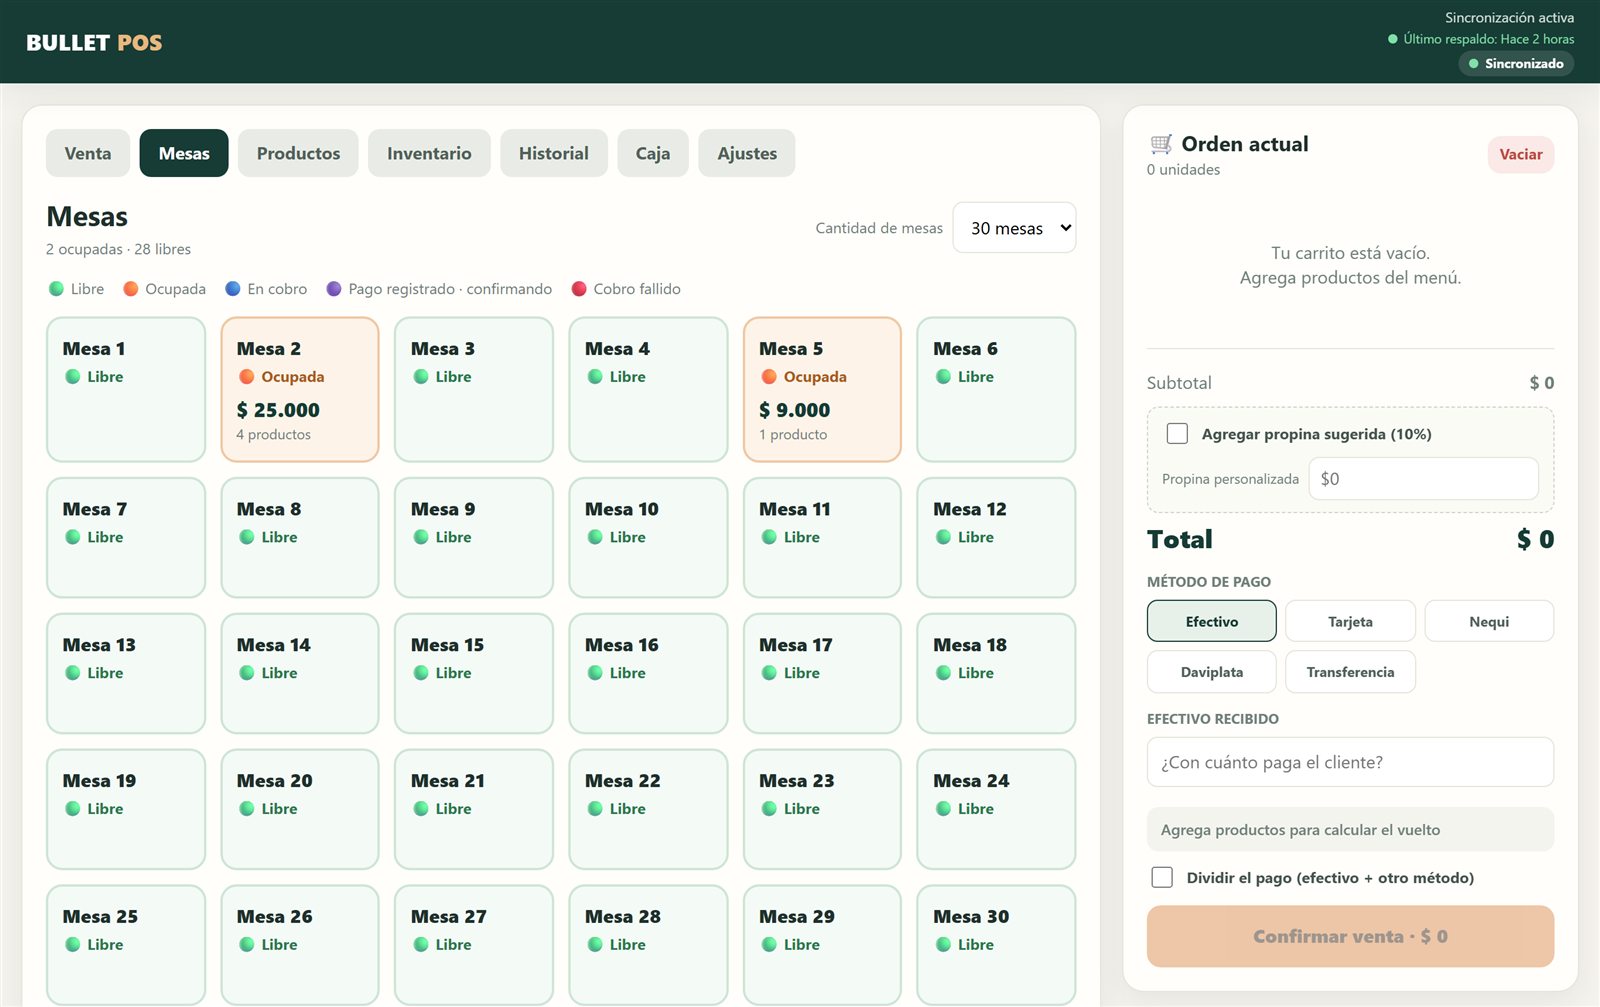 BULLET POS
Sincronización activa
Último respaldo: Hace 2 horas
Sincronizado
Venta
Mesas
Productos
Inventario
Historial
Caja
Ajustes
Mesas
2 ocupadas · 28 libres
Cantidad de mesas
30 mesas
Libre
Ocupada
En cobro
Pago registrado · confirmando
Cobro fallido
Mesa 1
Libre
Mesa 2
Ocupada
$ 25.000
4 productos
Mesa 3
Libre
Mesa 4
Libre
Mesa 5
Ocupada
$ 9.000
1 producto
Mesa 6
Libre
Mesa 7
Libre
Mesa 8
Libre
Mesa 9
Libre
Mesa 10
Libre
Mesa 11
Libre
Mesa 12
Libre
Mesa 13
Libre
Mesa 14
Libre
Mesa 15
Libre
Mesa 16
Libre
Mesa 17
Libre
Mesa 18
Libre
Mesa 19
Libre
Mesa 20
Libre
Mesa 21
Libre
Mesa 22
Libre
Mesa 23
Libre
Mesa 24
Libre
Mesa 25
Libre
Mesa 26
Libre
Mesa 27
Libre
Mesa 28
Libre
Mesa 29
Libre
Mesa 30
Libre
Orden actual
0 unidades
Vaciar
Tu carrito está vacío.
Agrega productos del menú.
Subtotal
$ 0
Agregar propina sugerida (10%)
Propina personalizada
$0
Total
$ 0
MÉTODO DE PAGO
Efectivo
Tarjeta
Nequi
Daviplata
Transferencia
EFECTIVO RECIBIDO
¿Con cuánto paga el cliente?
Agrega productos para calcular el vuelto
Dividir el pago (efectivo + otro método)
Confirmar venta · $ 0